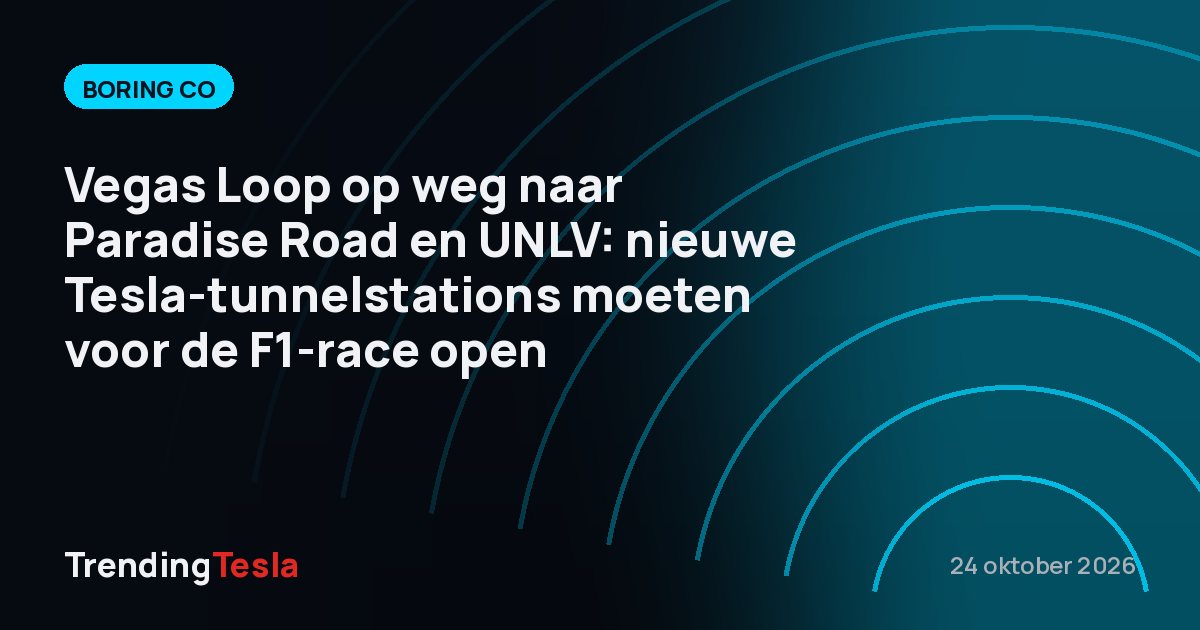 BORING CO
Vegas Loop op weg naar
Paradise Road en UNLV: nieuwe
Tesla-tunnelstations moeten
voor de F1-race open
TrendingTesla
24 oktober 2026